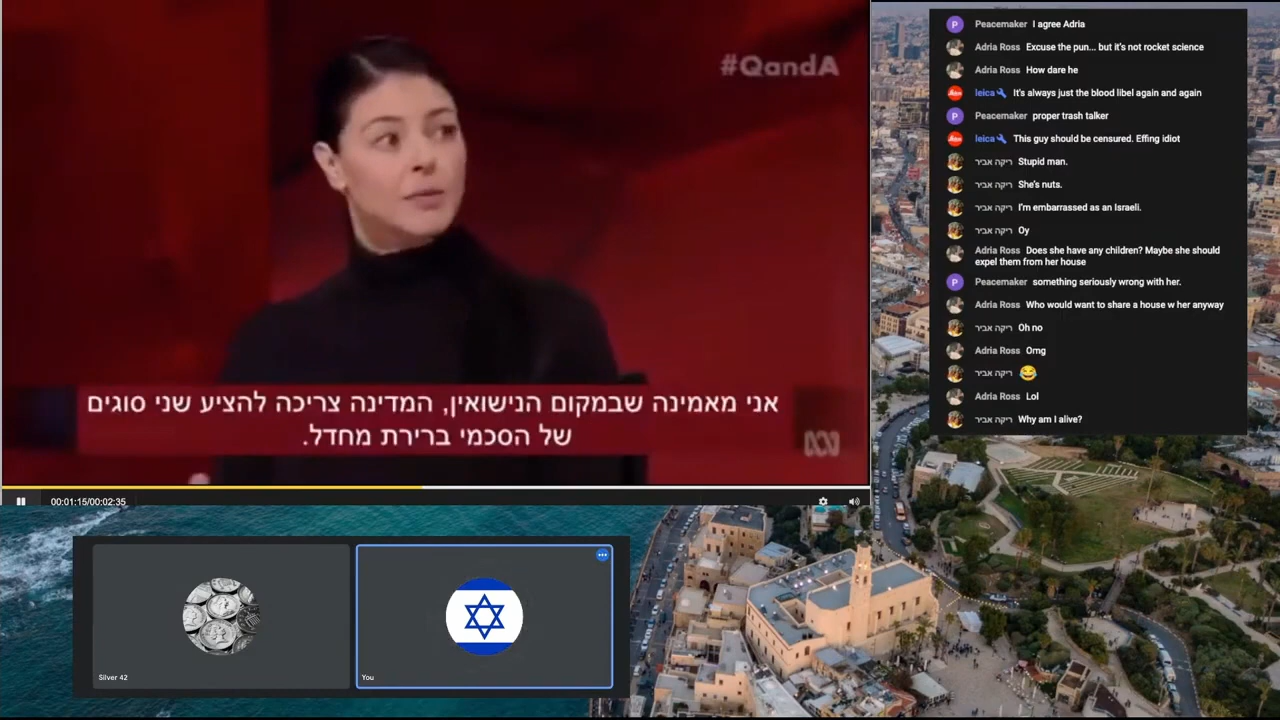 #QandA
אני מאמינה שבמקום הנישואין, המדינה צריכה להציע שני סוגים
של הסכמי ברירת מחדל.
00:01:15/00:02:35
Silver 42
You
P Peacemaker I agree Adria
Adria Ross Excuse the pun... but it's not rocket science
Adria Ross How dare he
leica It's always just the blood libel again and again
P Peacemaker proper trash talker
leica This guy should be censured. Effing idiot
ריקה אביר Stupid man.
ריקה אביר She's nuts.
ריקה אביר I'm embarrassed as an Israeli.
ריקה אביר Oy
Adria Ross Does she have any children? Maybe she should
expel them from her house
P Peacemaker something seriously wrong with her.
Adria Ross Who would want to share a house w her anyway
ריקה אביר Oh no
Adria Ross Omg
ריקה אביר 😂
Adria Ross Lol
ריקה אביר Why am I alive?